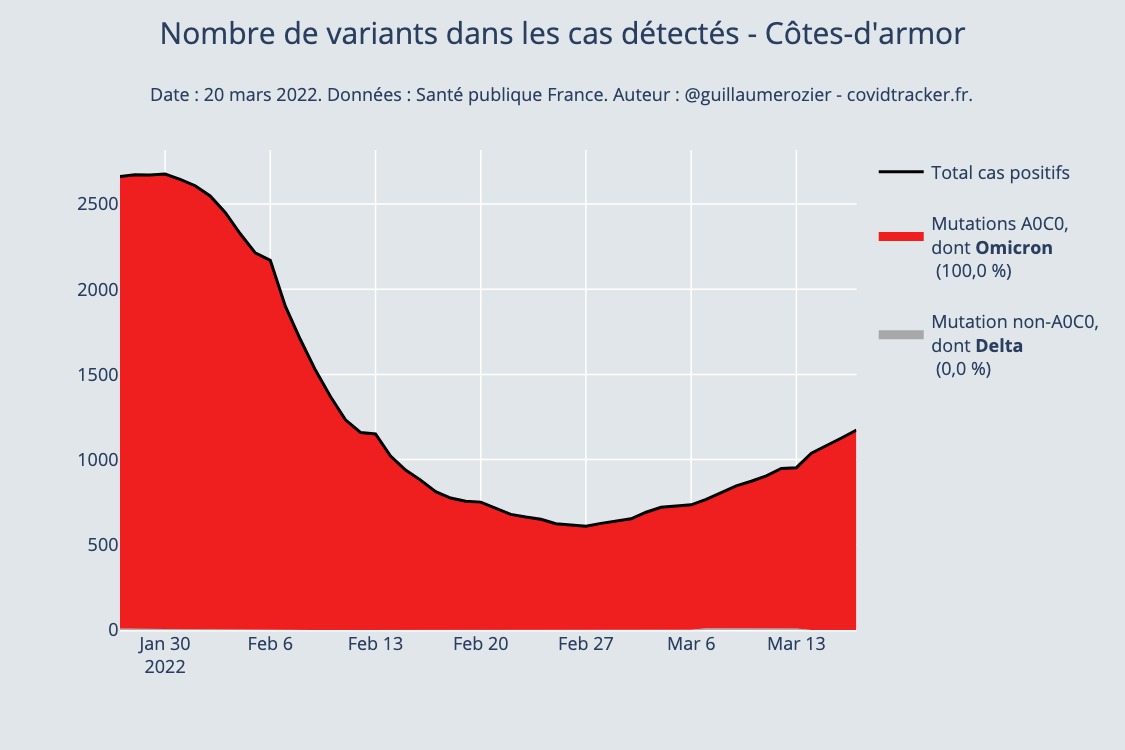 Nombre de variants dans les cas détectés - Côtes-d'armor
Date : 20 mars 2022. Données : Santé publique France. Auteur : @guillaumerozier - covidtracker.fr.
Total cas positifs
Mutations A0C0,
dont Omicron
(100,0 %)
Mutation non-A0C0,
dont Delta
(0,0 %)
2500
2000
1500
1000
500
0
Jan 30 Feb 6 Feb 13 Feb 20 Feb 27 Mar 6 Mar 13
2022